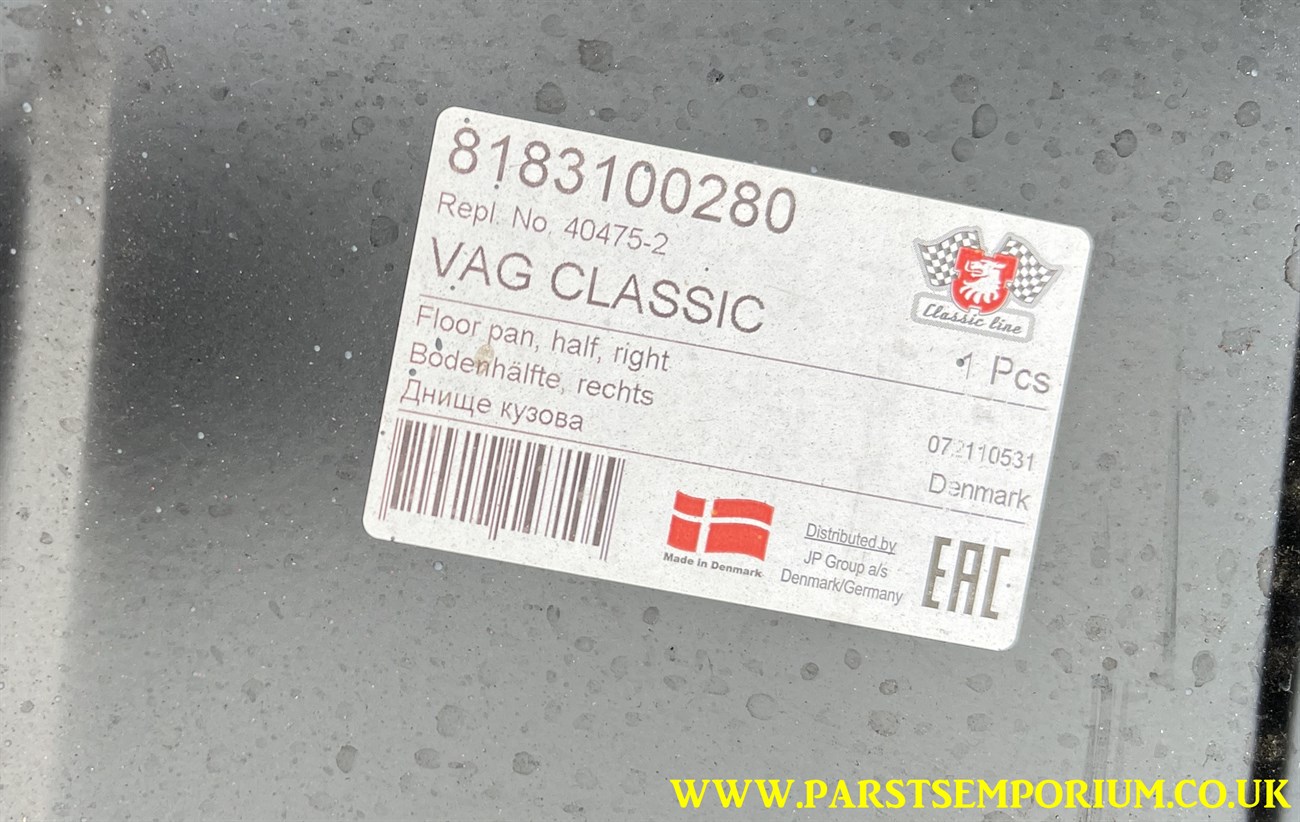 8183100280
Repl. No. 40475-2
VAG CLASSIC
Classic line
1 Pcs
Floor pan, half, right
Bodenhälfte, rechts
Днище кузова
072110531
Denmark
Made in Denmark
Distributed by
JP Group a/s
Denmark/Germany
EAC
WWW.PARSTSEMPORIUM.CO.UK